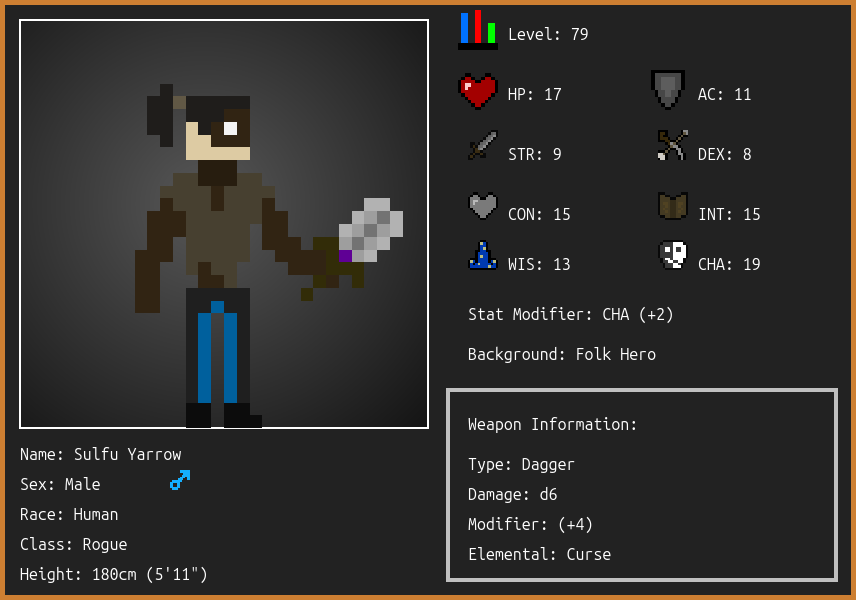 Level: 79
HP: 17
AC: 11
STR: 9
DEX: 8
CON: 15
INT: 15
WIS: 13
CHA: 19
Stat Modifier: CHA (+2)
Background: Folk Hero
Weapon Information:
Type: Dagger
Damage: d6
Modifier: (+4)
Elemental: Curse
Name: Sulfu Yarrow
Sex: Male
Race: Human
Class: Rogue
Height: 180cm (5'11")